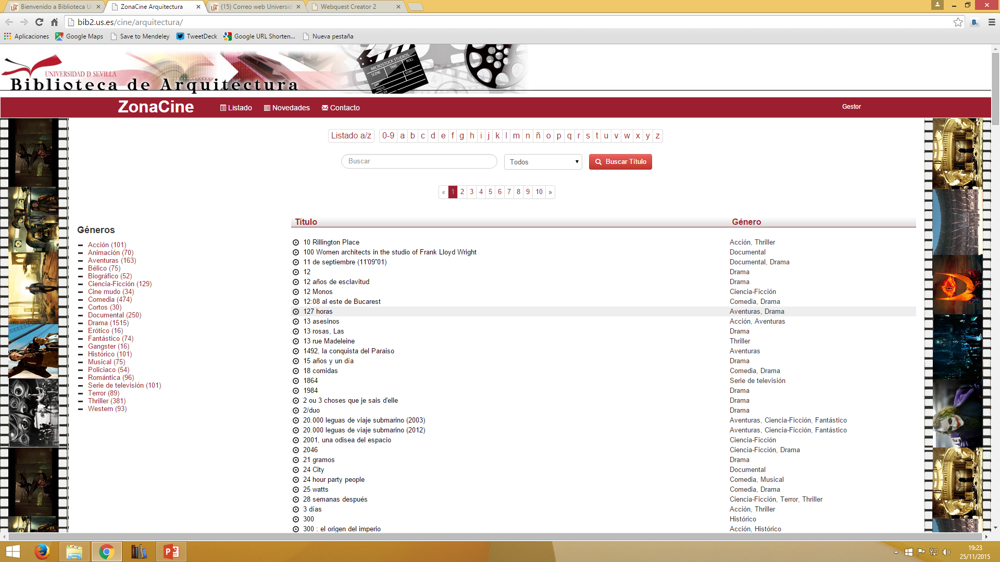 Bienvenido a Biblioteca Un
ZonaCine Arquitectura
(15) Correo web Universid
Webquest Creator 2
bib2.us.es/cine/arquitectura/
Aplicaciones
Google Maps
Save to Mendeley
TweetDeck
Google URL Shorten...
Nueva pestaña
UNIVERSIDAD D SEVILLA
Biblioteca de Arquitectura
MICROSTOCK STUDIOS.
SCENE TAKE ROLL
SOUND
ZonaCine
Listado
Novedades
Contacto
Gestor
Listado a/z 0-9 a b c d e f g h i j k l m n ñ o p q r s t u v w x y z
Buscar
Todos
Buscar Título
« 1 2 3 4 5 6 7 8 9 10 »
Géneros
Acción (101)
Animación (70)
Aventuras (163)
Bélico (75)
Biográfico (52)
Ciencia-Ficción (129)
Cine mudo (34)
Comedia (474)
Cortos (30)
Documental (250)
Drama (1515)
Erótico (16)
Fantástico (74)
Gangster (16)
Histórico (101)
Musical (75)
Policiaco (54)
Romántica (96)
Serie de televisión (101)
Terror (89)
Thriller (381)
Western (93)
Título Género
10 Rillington Place Acción, Thriller
100 Women architects in the studio of Frank Lloyd Wright Documental
11 de septiembre (11'09"01) Documental, Drama
12 Drama
12 años de esclavitud Drama
12 Monos Ciencia-Ficción
12:08 al este de Bucarest Comedia, Drama
127 horas Aventuras, Drama
13 asesinos Acción, Aventuras
13 rosas, Las Drama
13 rue Madeleine Thriller
1492, la conquista del Paraiso Aventuras
15 años y un día Drama
18 comidas Comedia, Drama
1864 Serie de televisión
1984 Drama
2 ou 3 choses que je sais d'elle Drama
2/duo Drama
20.000 leguas de viaje submarino (2003) Aventuras, Ciencia-Ficción, Fantástico
20.000 leguas de viaje submarino (2012) Aventuras, Ciencia-Ficción, Fantástico
2001, una odisea del espacio Ciencia-Ficción
2046 Ciencia-Ficción, Drama
21 gramos Drama
24 City Documental
24 hour party people Comedia, Musical
25 watts Comedia, Drama
28 semanas después Ciencia-Ficción, Terror, Thriller
3 días Acción, Thriller
300 Histórico
300 : el origen del imperio Acción, Histórico
19:23
25/11/2015